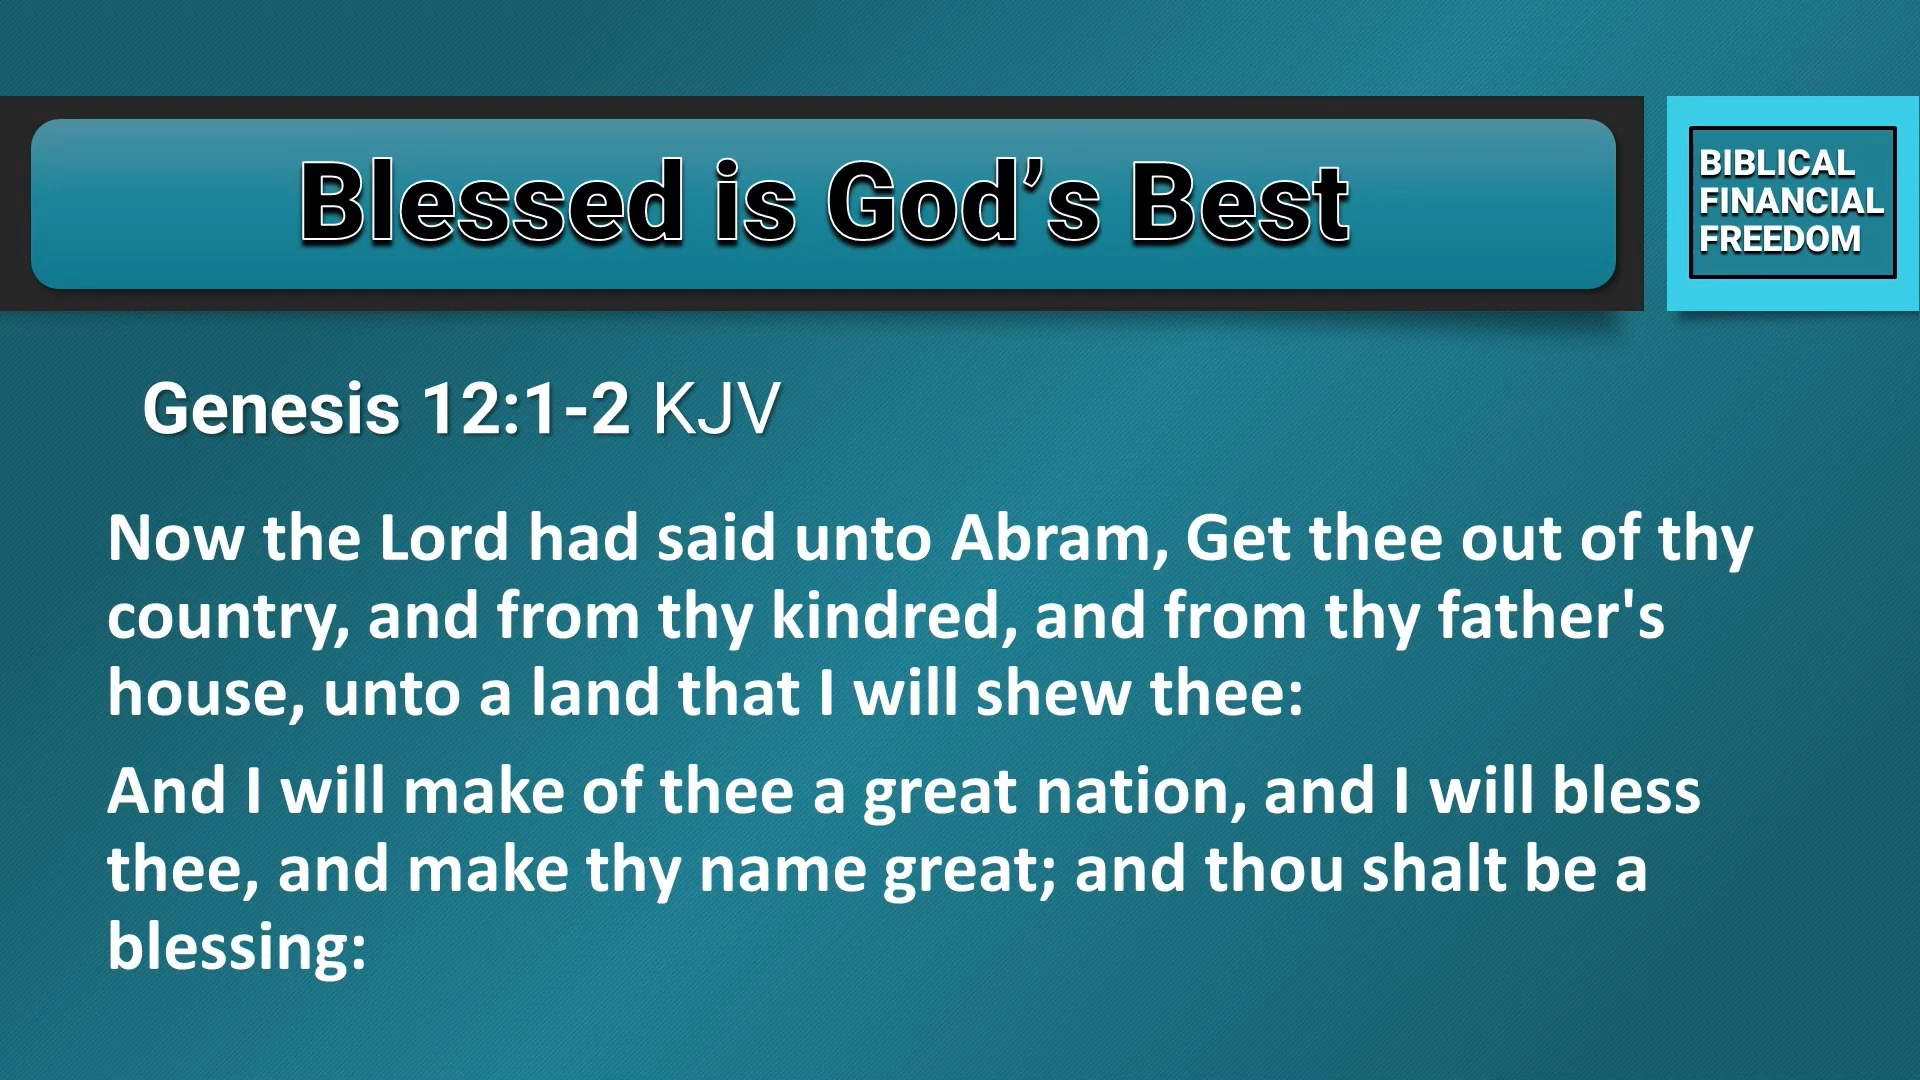 Blessed is God’s Best
BIBLICAL
FINANCIAL
FREEDOM
Genesis 12:1-2 KJV
Now the Lord had said unto Abram, Get thee out of thy
country, and from thy kindred, and from thy father's
house, unto a land that I will shew thee:
And I will make of thee a great nation, and I will bless
thee, and make thy name great; and thou shalt be a
blessing: